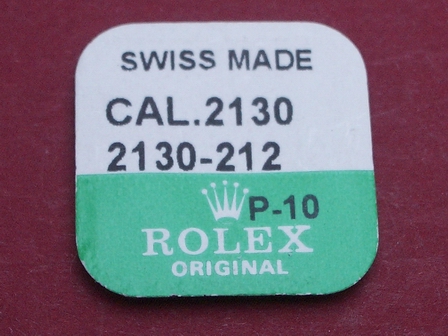 SWISS MADE
CAL.2130
2130-212
P-10
ROLEX
ORIGINAL